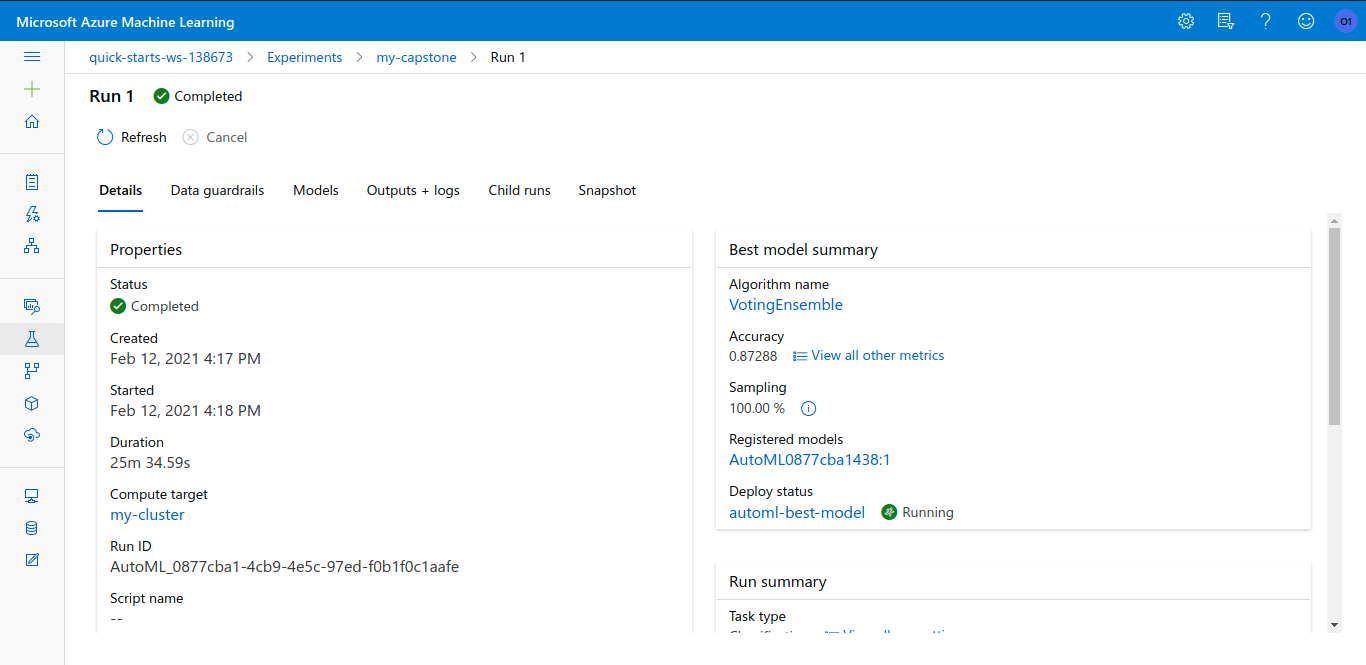 Microsoft Azure Machine Learning
O1
quick-starts-ws-138673 > Experiments > my-capstone > Run 1
Run 1 Completed
Refresh Cancel
Details Data guardrails Models Outputs + logs Child runs Snapshot
Properties
Status
Completed
Created
Feb 12, 2021 4:17 PM
Started
Feb 12, 2021 4:18 PM
Duration
25m 34.59s
Compute target
my-cluster
Run ID
AutoML_0877cba1-4cb9-4e5c-97ed-f0b1f0c1aafe
Script name
--
Best model summary
Algorithm name
VotingEnsemble
Accuracy
0.87288 View all other metrics
Sampling
100.00 %
Registered models
AutoML0877cba1438:1
Deploy status
automl-best-model Running
Run summary
Task type